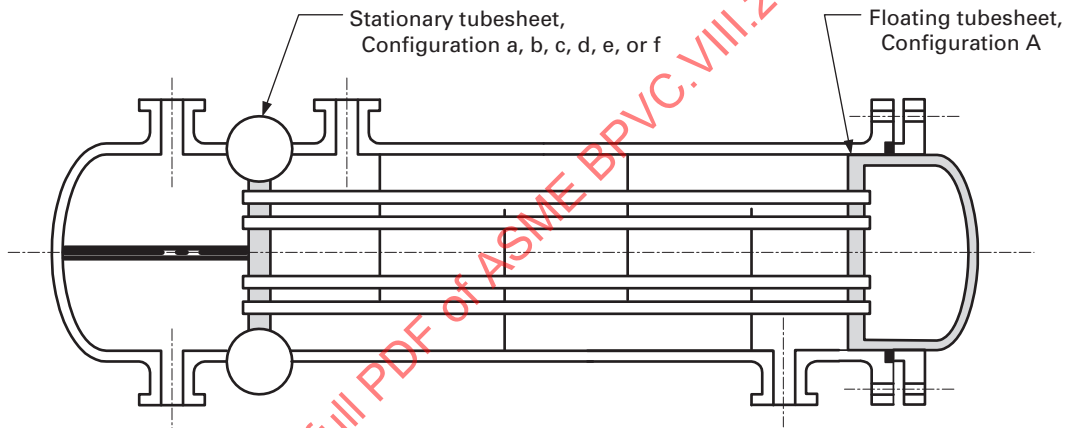 Stationary tubesheet,
Configuration a, b, c, d, e, or f
Floating tubesheet,
Configuration A
full PDF of ASME BPVC.VIII.2